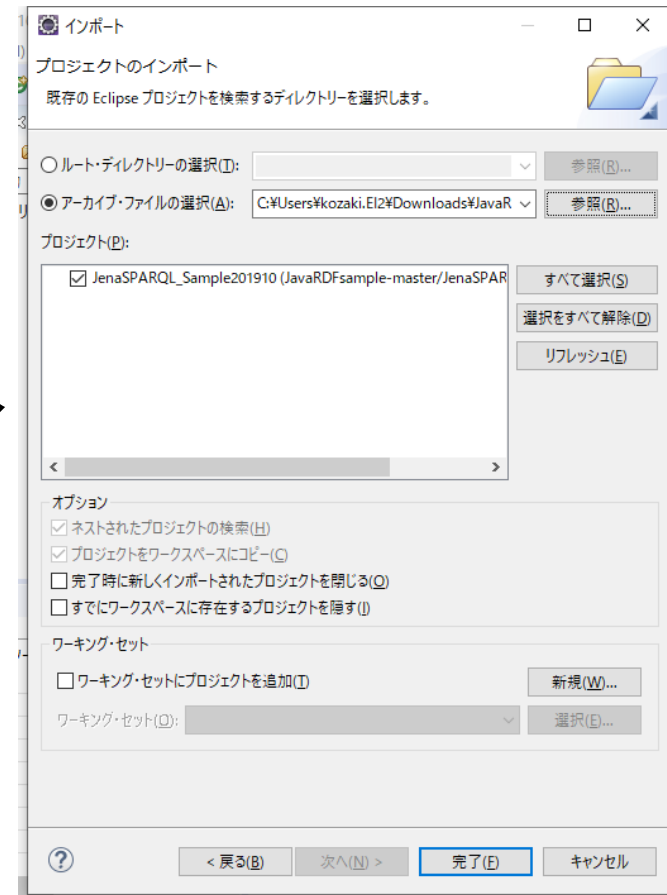 インポート
プロジェクトのインポート
既存の Eclipse プロジェクトを検索するディレクトリーを選択します。
ルート・ディレクトリーの選択(T):
参照(R)...
アーカイブ・ファイルの選択(A):
C:¥Users¥kozaki.EI2¥Downloads¥JavaR
参照(R)...
プロジェクト(P):
JenaSPARQL_Sample201910 (JavaRDFsample-master/JenaSPAR
すべて選択(S)
選択をすべて解除(D)
リフレッシュ(E)
オプション
ネストされたプロジェクトの検索(H)
プロジェクトをワークスペースにコピー(C)
完了時に新しくインポートされたプロジェクトを閉じる(O)
すでにワークスペースに存在するプロジェクトを隠す(I)
ワーキング・セット
ワーキング・セットにプロジェクトを追加(T)
新規(W)...
ワーキング・セット(O):
選択(E)...
< 戻る(B)
次へ(N) >
完了(F)
キャンセル